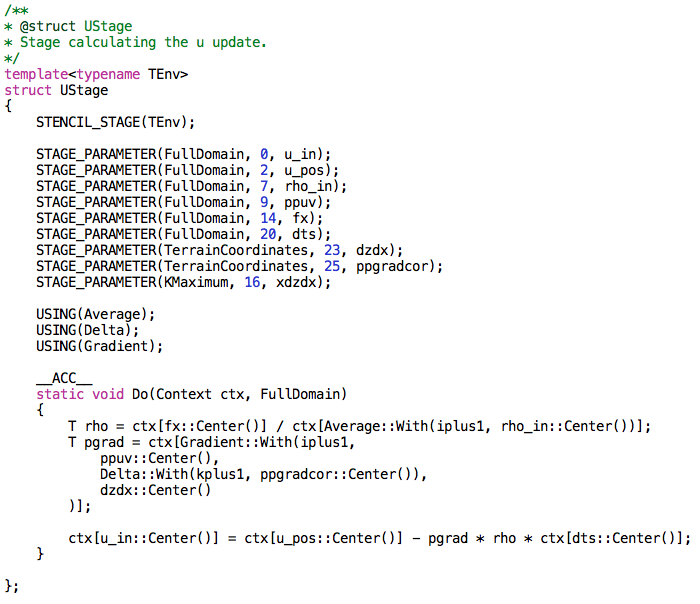 /**
* @struct UStage
* Stage calculating the u update.
*/
template<typename TEnv>
struct UStage
{
    STENCIL_STAGE(TEnv);

    STAGE_PARAMETER(FullDomain, 0, u_in);
    STAGE_PARAMETER(FullDomain, 2, u_pos);
    STAGE_PARAMETER(FullDomain, 7, rho_in);
    STAGE_PARAMETER(FullDomain, 9, ppuv);
    STAGE_PARAMETER(FullDomain, 14, fx);
    STAGE_PARAMETER(FullDomain, 20, dts);
    STAGE_PARAMETER(TerrainCoordinates, 23, dzdx);
    STAGE_PARAMETER(TerrainCoordinates, 25, ppgradcor);
    STAGE_PARAMETER(KMaximum, 16, xdzdx);

    USING(Average);
    USING(Delta);
    USING(Gradient);

    __ACC__
    static void Do(Context ctx, FullDomain)
    {
        T rho = ctx[fx::Center()] / ctx[Average::With(iplus1, rho_in::Center())];
        T pgrad = ctx[Gradient::With(iplus1,
            ppuv::Center(),
            Delta::With(kplus1, ppgradcor::Center()),
            dzdx::Center()
        )];

        ctx[u_in::Center()] = ctx[u_pos::Center()] - pgrad * rho * ctx[dts::Center()];
    }

};